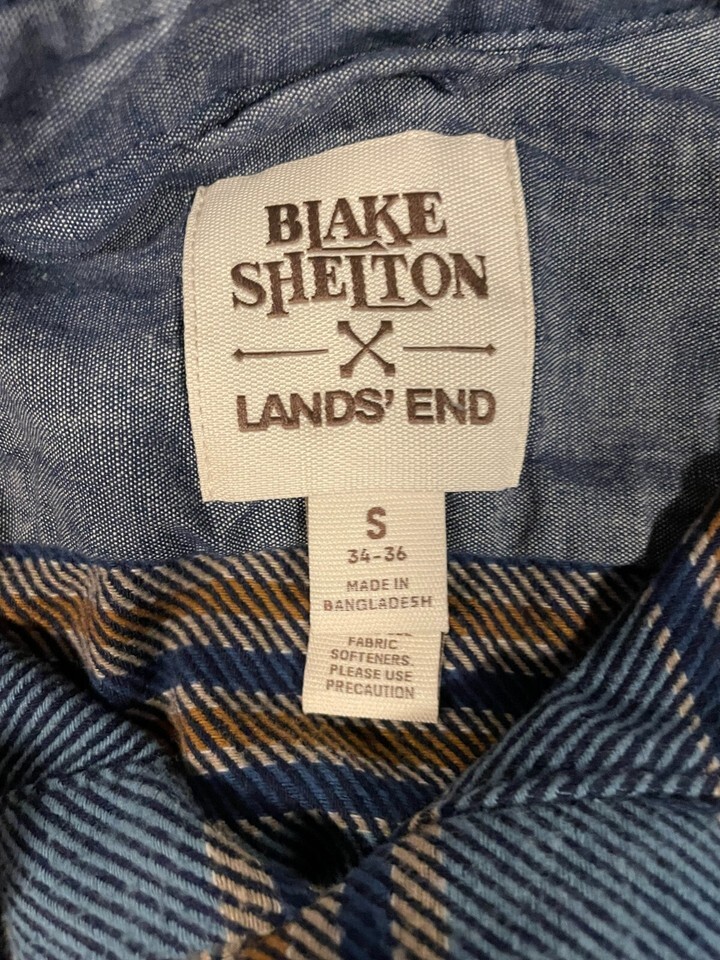 BLAKE
SHELTON
X
LANDS' END
S
34-36
MADE IN
BANGLADESH
FABRIC
SOFTENERS.
PLEASE USE
PRECAUTION